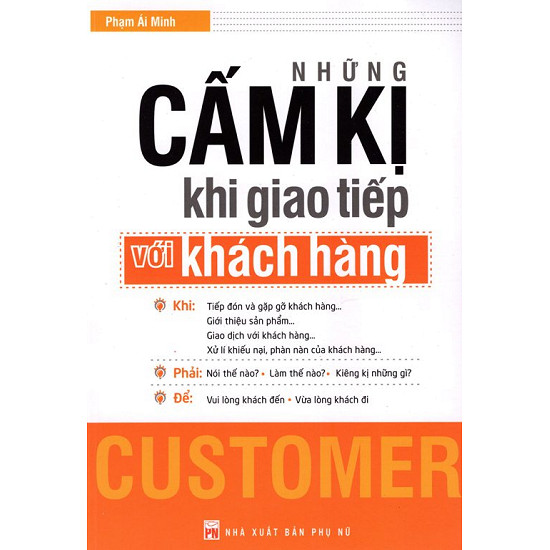 Phạm Ái Minh
NHỮNG
CẤM KỊ
khi giao tiếp
với khách hàng
Khi: Tiếp đón và gặp gỡ khách hàng...
Giới thiệu sản phẩm...
Giao dịch với khách hàng...
Xử lí khiếu nại, phàn nàn của khách hàng...
Phải: Nói thế nào? • Làm thế nào? • Kiêng kị những gì?
Để: Vui lòng khách đến • Vừa lòng khách đi
CUSTOMER
PN NHÀ XUẤT BẢN PHỤ NỮ